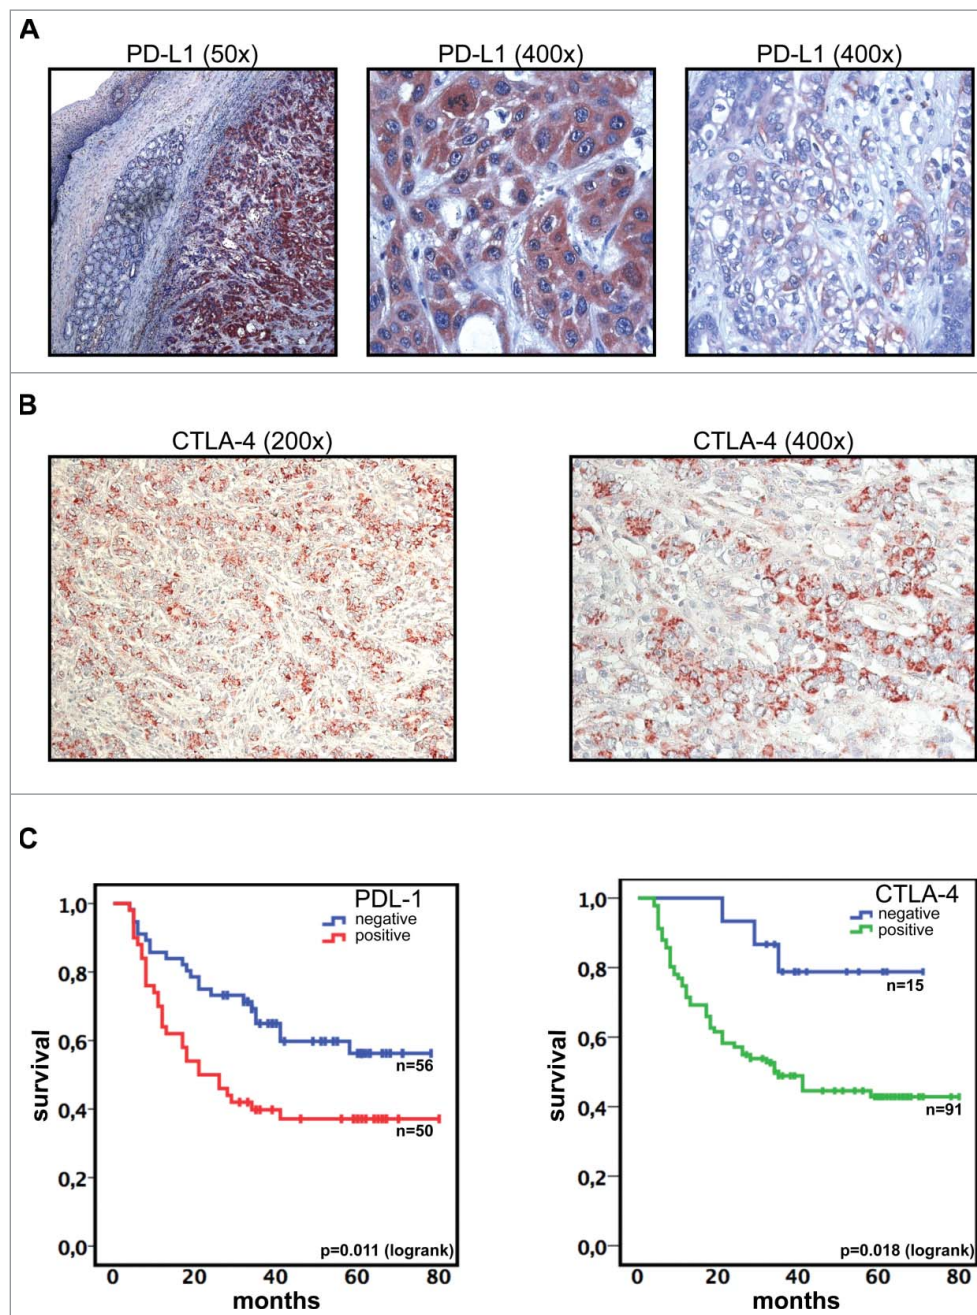 A
PD-L1 (50x) PD-L1 (400x) PD-L1 (400x)
B
CTLA-4 (200x) CTLA-4 (400x)
C
PDL-1
negative
positive
1,0
0,8
0,6
0,4
0,2
0,0
survival
n=56
n=50
p=0.011 (logrank)
0 20 40 60 80
months
CTLA-4
negative
positive
1,0
0,8
0,6
0,4
0,2
0,0
survival
n=15
n=91
p=0.018 (logrank)
0 20 40 60 80
months